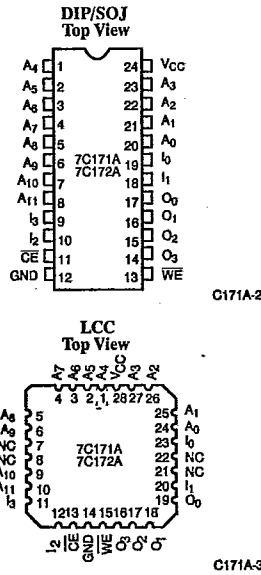 DIP/SOJ
Top View
A4 1 24 VCC
A5 2 23 A3
A6 3 22 A2
A7 4 21 A1
A8 5 20 A0
A9 6 7C171A 19 I0
A10 7 7C172A 18 I1
A11 8 17 O0
I3 9 16 O1
I2 10 15 O2
CE 11 14 O3
GND 12 13 WE
C171A-2
LCC
Top View
A7 A6 A5 A4 VCC A3 A2
4 3 2 1 28 27 26
A8 5 25 A1
A9 6 24 A0
NC 7 7C171A 23 I0
NC 8 7C172A 22 NC
A10 9 21 NC
A11 10 20 I1
I3 11 19 O0
12 13 14 15 16 17 18
I2 CE GND WE O3 O2 O1
C171A-3